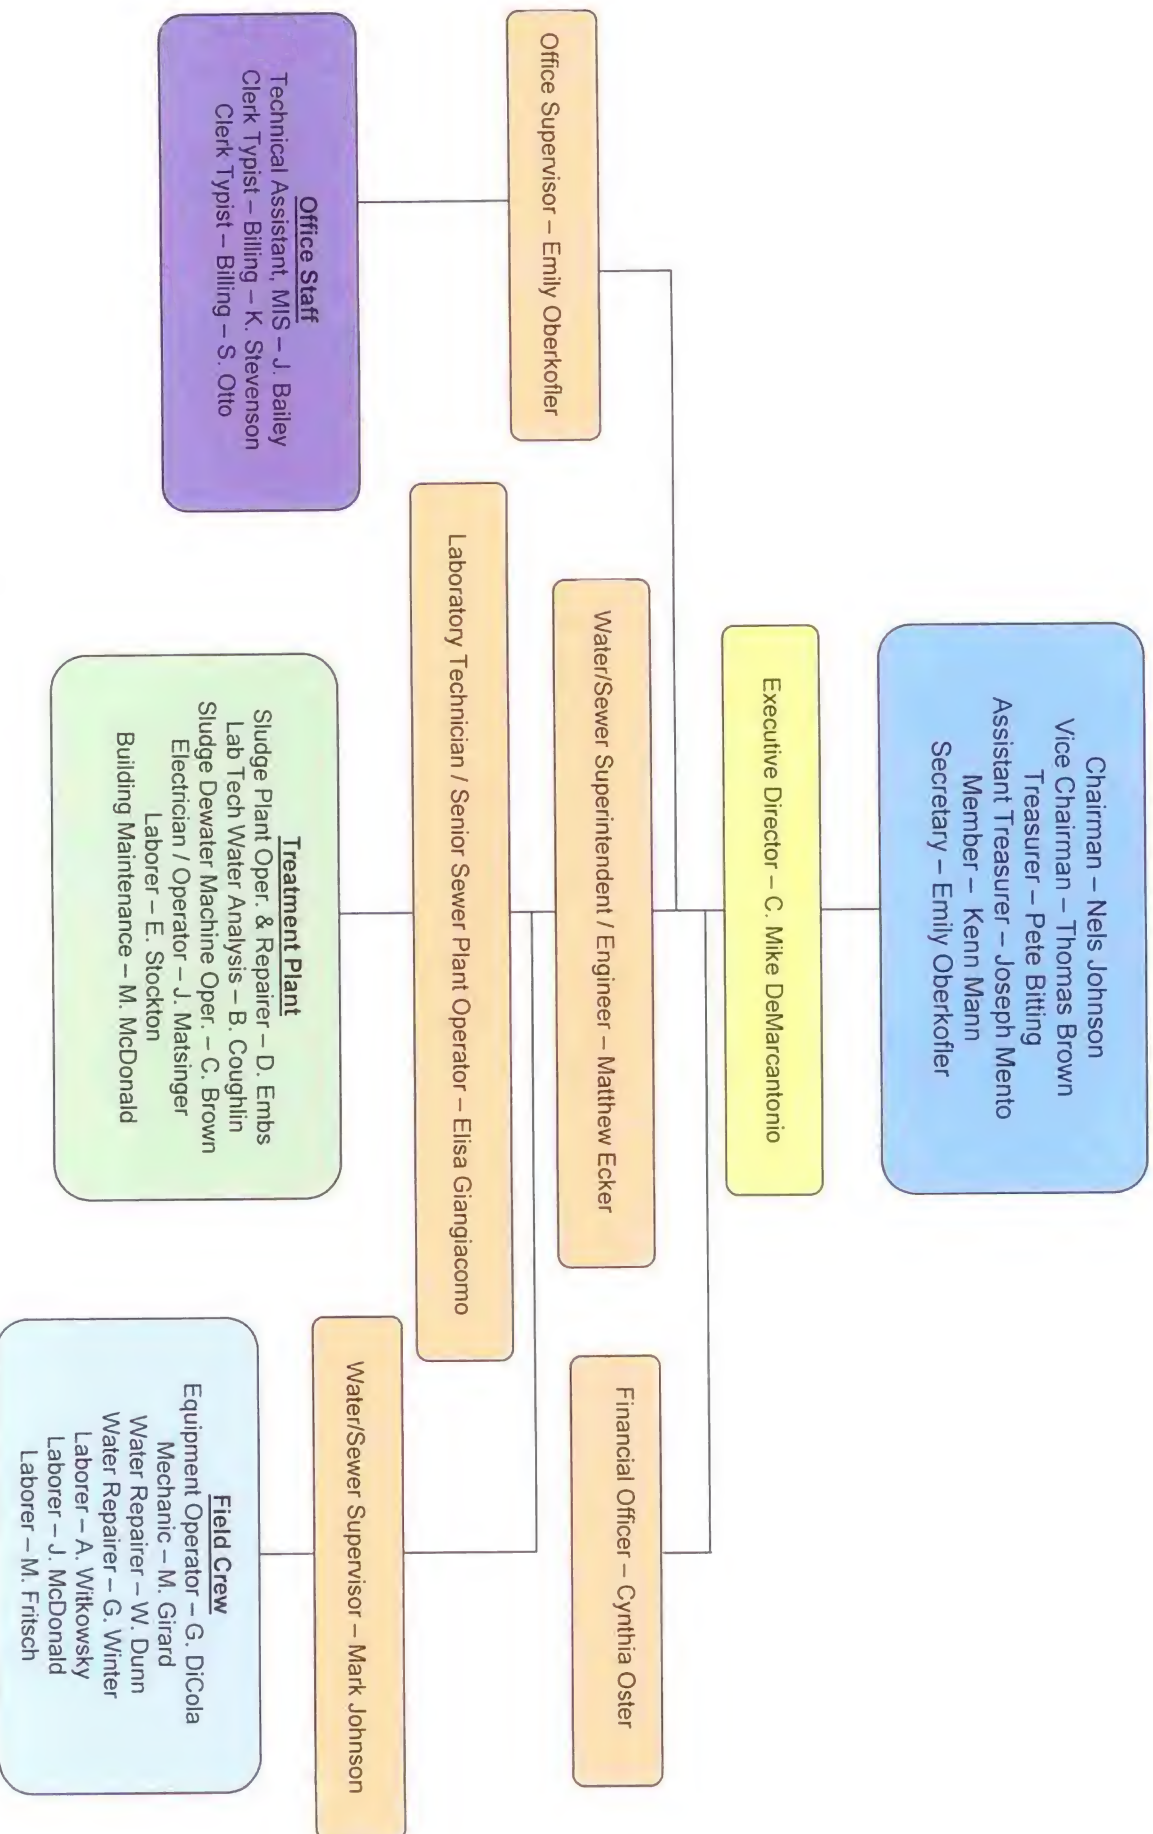 Chairman – Nels Johnson
Vice Chairman – Thomas Brown
Treasurer – Pete Bitting
Assistant Treasurer – Joseph Mento
Member – Kenn Mann
Secretary – Emily Oberkofler
Executive Director – C. Mike DeMarcantonio
Office Supervisor – Emily Oberkofler
Water/Sewer Superintendent / Engineer – Matthew Ecker
Financial Officer – Cynthia Oster
Laboratory Technician / Senior Sewer Plant Operator – Elisa Giangiacomo
Water/Sewer Supervisor – Mark Johnson
Office Staff
Technical Assistant, MIS – J. Bailey
Clerk Typist – Billing – K. Stevenson
Clerk Typist – Billing – S. Otto
Treatment Plant
Sludge Plant Oper. & Repairer – D. Embs
Lab Tech Water Analysis – B. Coughlin
Sludge Dewater Machine Oper. – C. Brown
Electrician / Operator – J. Matsinger
Laborer – E. Stockton
Building Maintenance – M. McDonald
Field Crew
Equipment Operator – G. DiCola
Mechanic – M. Girard
Water Repairer – W. Dunn
Water Repairer – G. Winter
Laborer – A. Witkowsky
Laborer – J. McDonald
Laborer – M. Fritsch